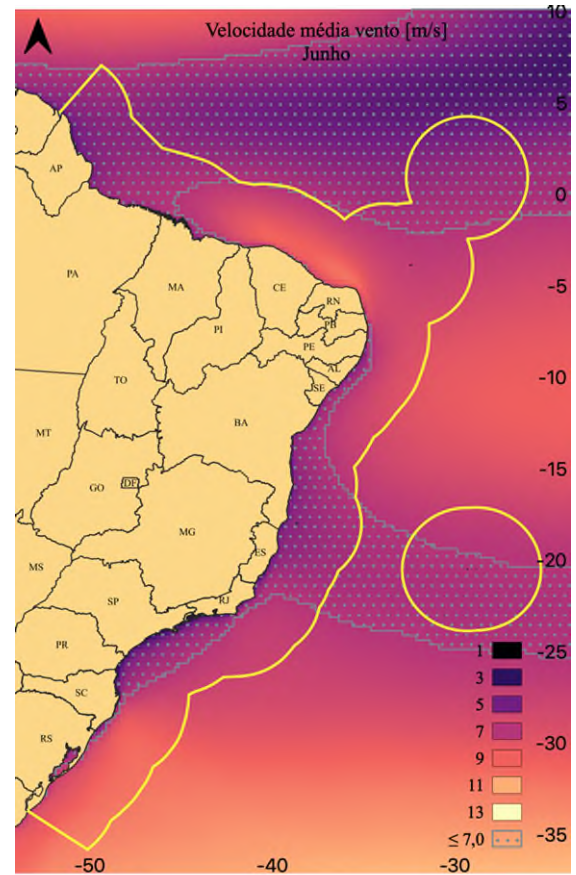 Velocidade média vento [m/s]
Junho
10
5
AP
0
PA
MA
CE
RN
-5
PI
PB
PE
AL
TO
SE
-10
BA
MT
-15
GO
DF
MG
-20
MS
ES
SP
RJ
PR
1
-25
3
SC
5
RS
7
-30
9
11
13
≤ 7,0
-35
-50
-40
-30